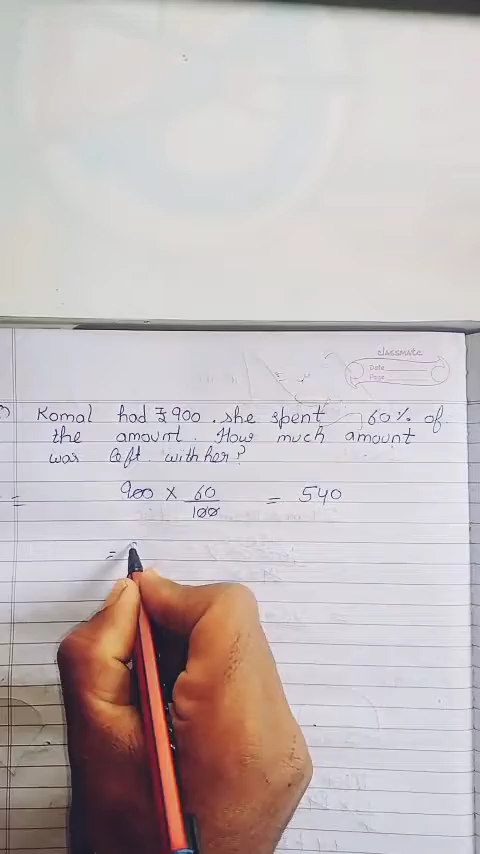 classmate
Date
Page
Komal had ₹900 . she spent 60% of
the amount . How much amount
was left with her?
= 900 × 60/100 = 540
=